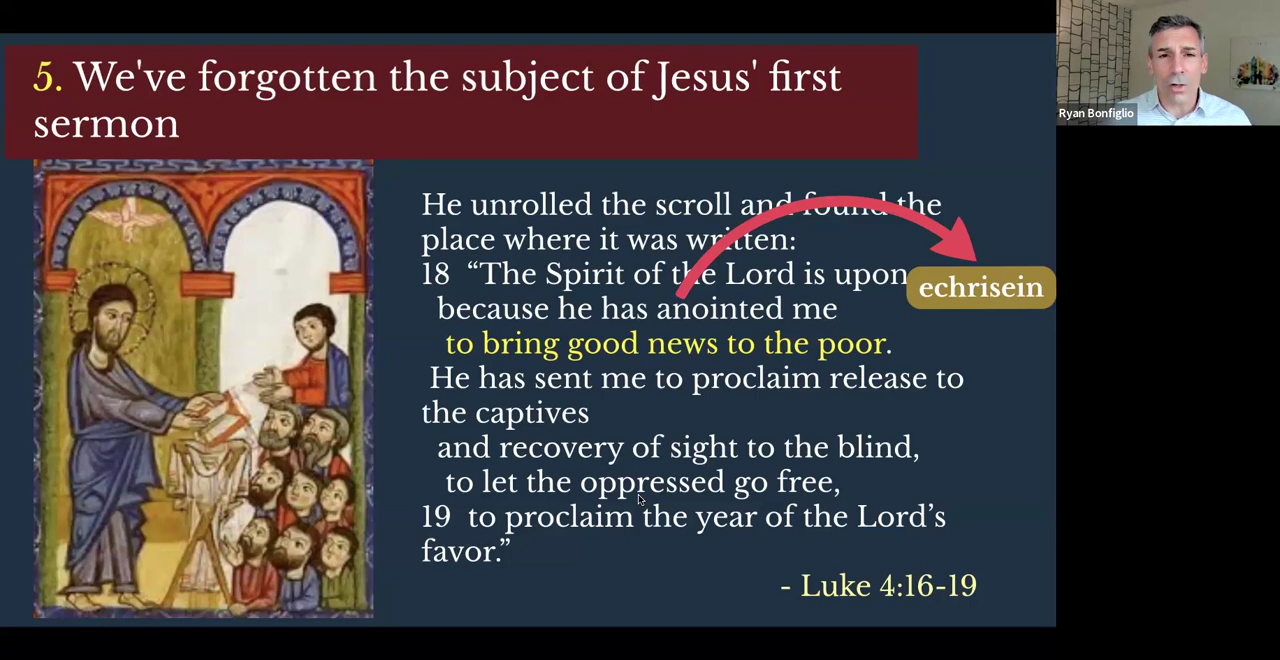 5. We've forgotten the subject of Jesus' first
sermon
Ryan Bonfiglio
He unrolled the scroll and found the
place where it was written:
18 “The Spirit of the Lord is upon
echrisein
because he has anointed me
to bring good news to the poor.
He has sent me to proclaim release to
the captives
and recovery of sight to the blind,
to let the oppressed go free,
19 to proclaim the year of the Lord’s
favor.”
- Luke 4:16-19